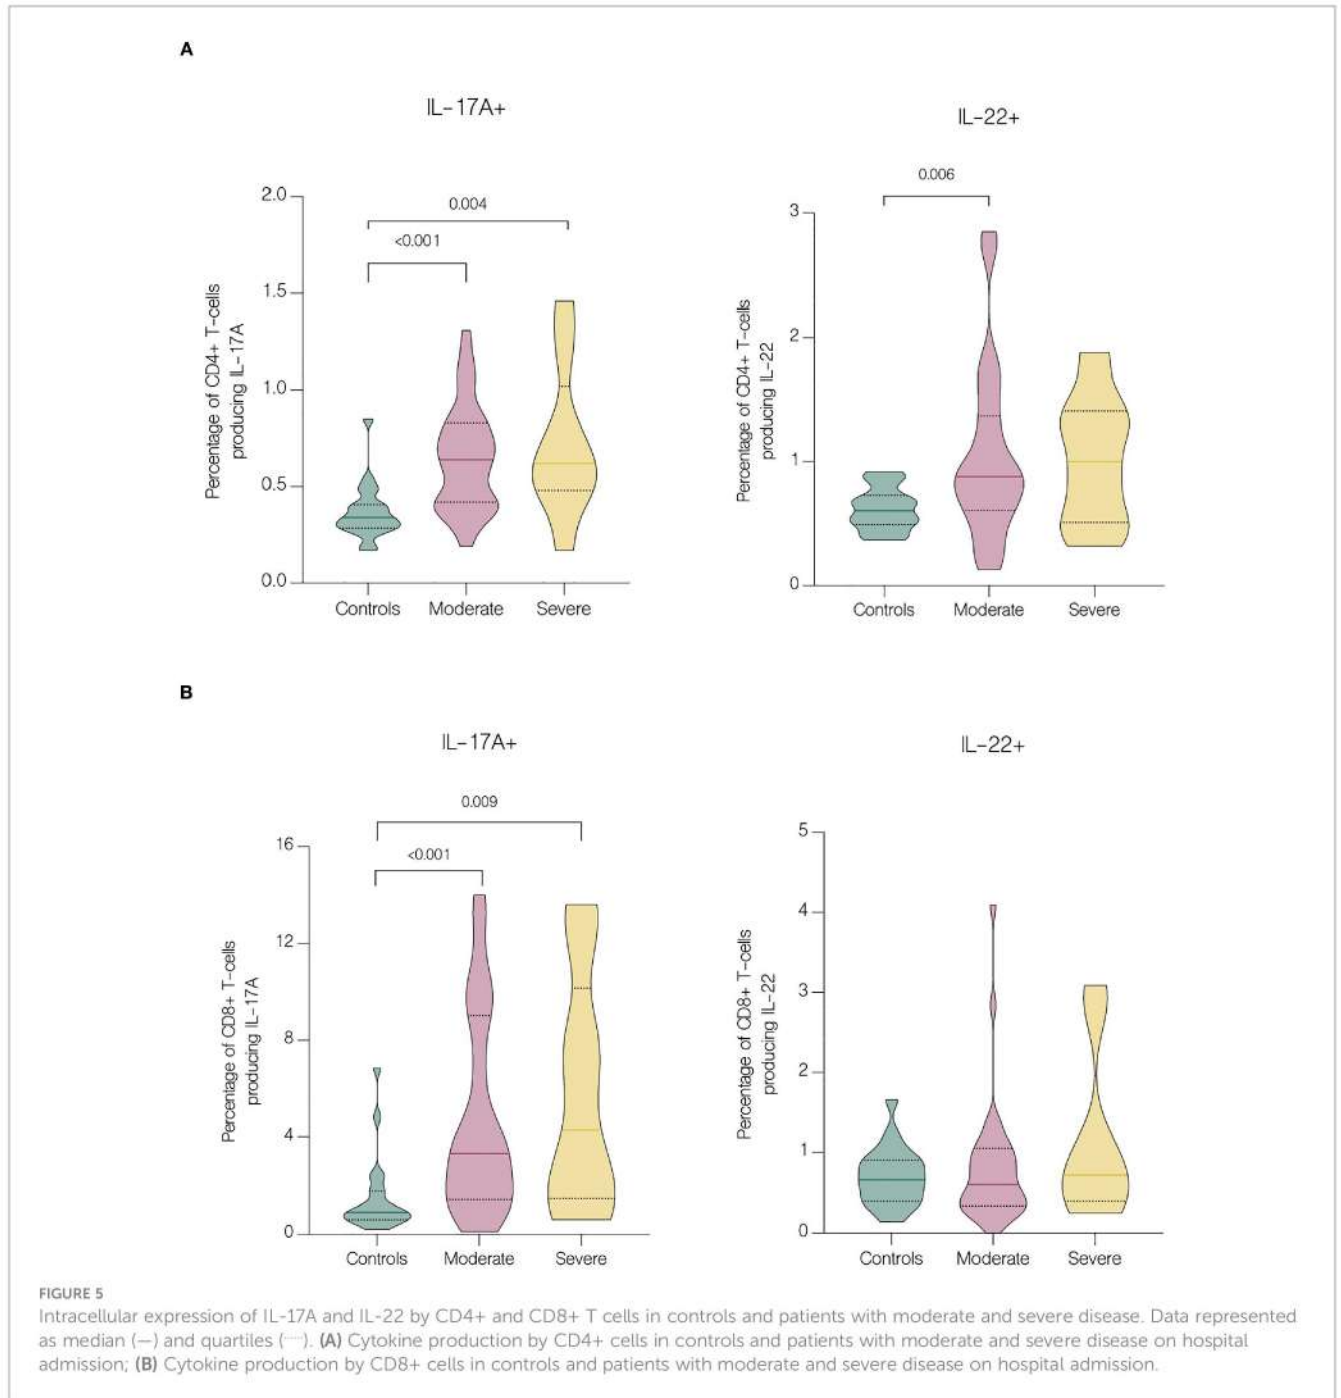 A
IL-17A+
2.0
1.5
1.0
0.5
0.0
Percentage of CD4+ T-cells
producing IL-17A
0.004
<0.001
Controls Moderate Severe
IL-22+
0.006
3
2
1
0
Percentage of CD4+ T-cells
producing IL-22
Controls Moderate Severe
B
IL-17A+
0.009
<0.001
16
12
8
4
0
Percentage of CD8+ T-cells
producing IL-17A
Controls Moderate Severe
IL-22+
5
4
3
2
1
0
Percentage of CD8+ T-cells
producing IL-22
Controls Moderate Severe
FIGURE 5
Intracellular expression of IL-17A and IL-22 by CD4+ and CD8+ T cells in controls and patients with moderate and severe disease. Data represented
as median (—) and quartiles (·····). (A) Cytokine production by CD4+ cells in controls and patients with moderate and severe disease on hospital
admission; (B) Cytokine production by CD8+ cells in controls and patients with moderate and severe disease on hospital admission.